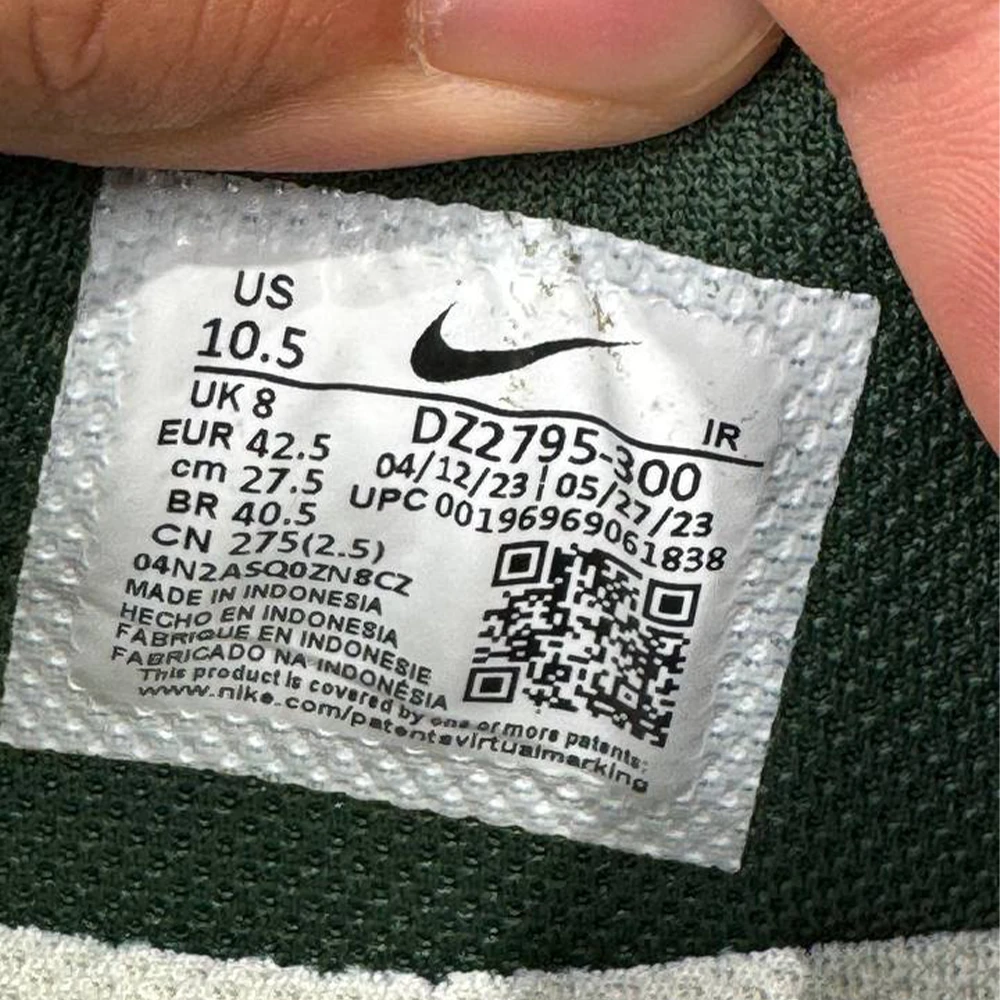 US
10.5
IR
UK 8
EUR 42.5
cm 27.5
BR 40.5
CN 275(2.5)
DZ2795-300
04/12/23 | 05/27/23
UPC 00196969061838
04N2ASQ0ZN8CZ
MADE IN INDONESIA
HECHO EN INDONESIA
FABRIQUE EN INDONESIE
FABRICADO NA INDONÉSIA
This product is covered by one or more patents:
www.nike.com/patentsvirtualmarking